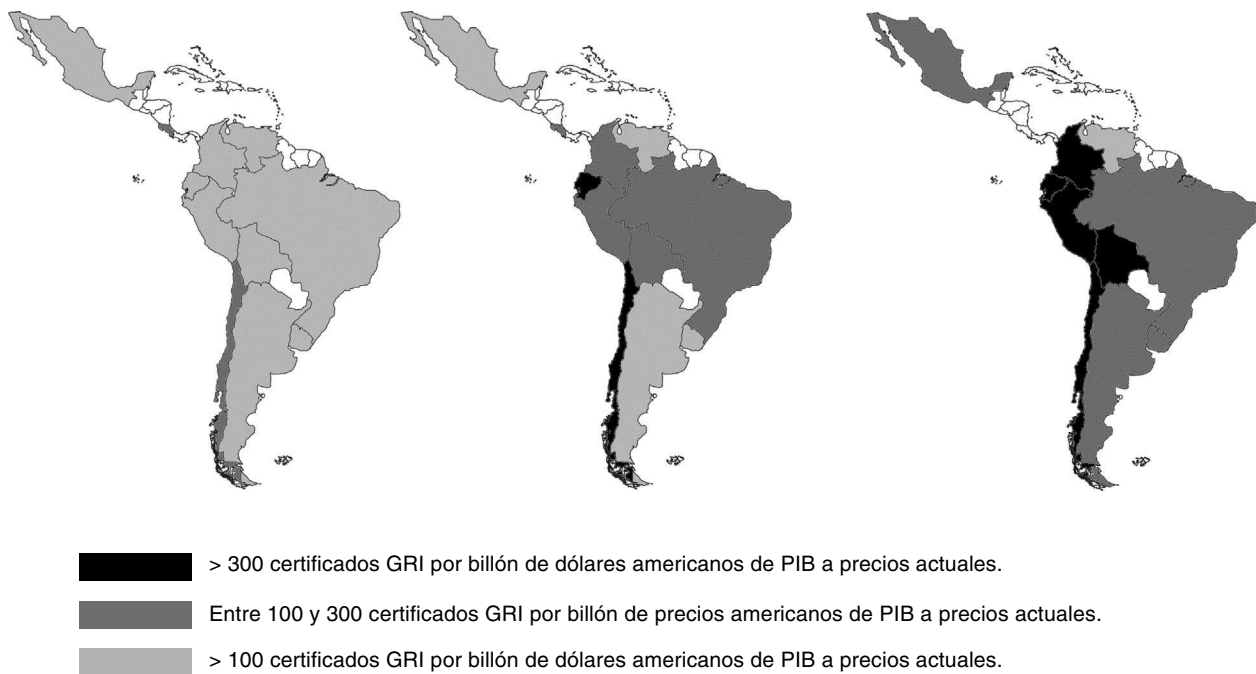 > 300 certificados GRI por billón de dólares americanos de PIB a precios actuales.
Entre 100 y 300 certificados GRI por billón de precios americanos de PIB a precios actuales.
> 100 certificados GRI por billón de dólares americanos de PIB a precios actuales.